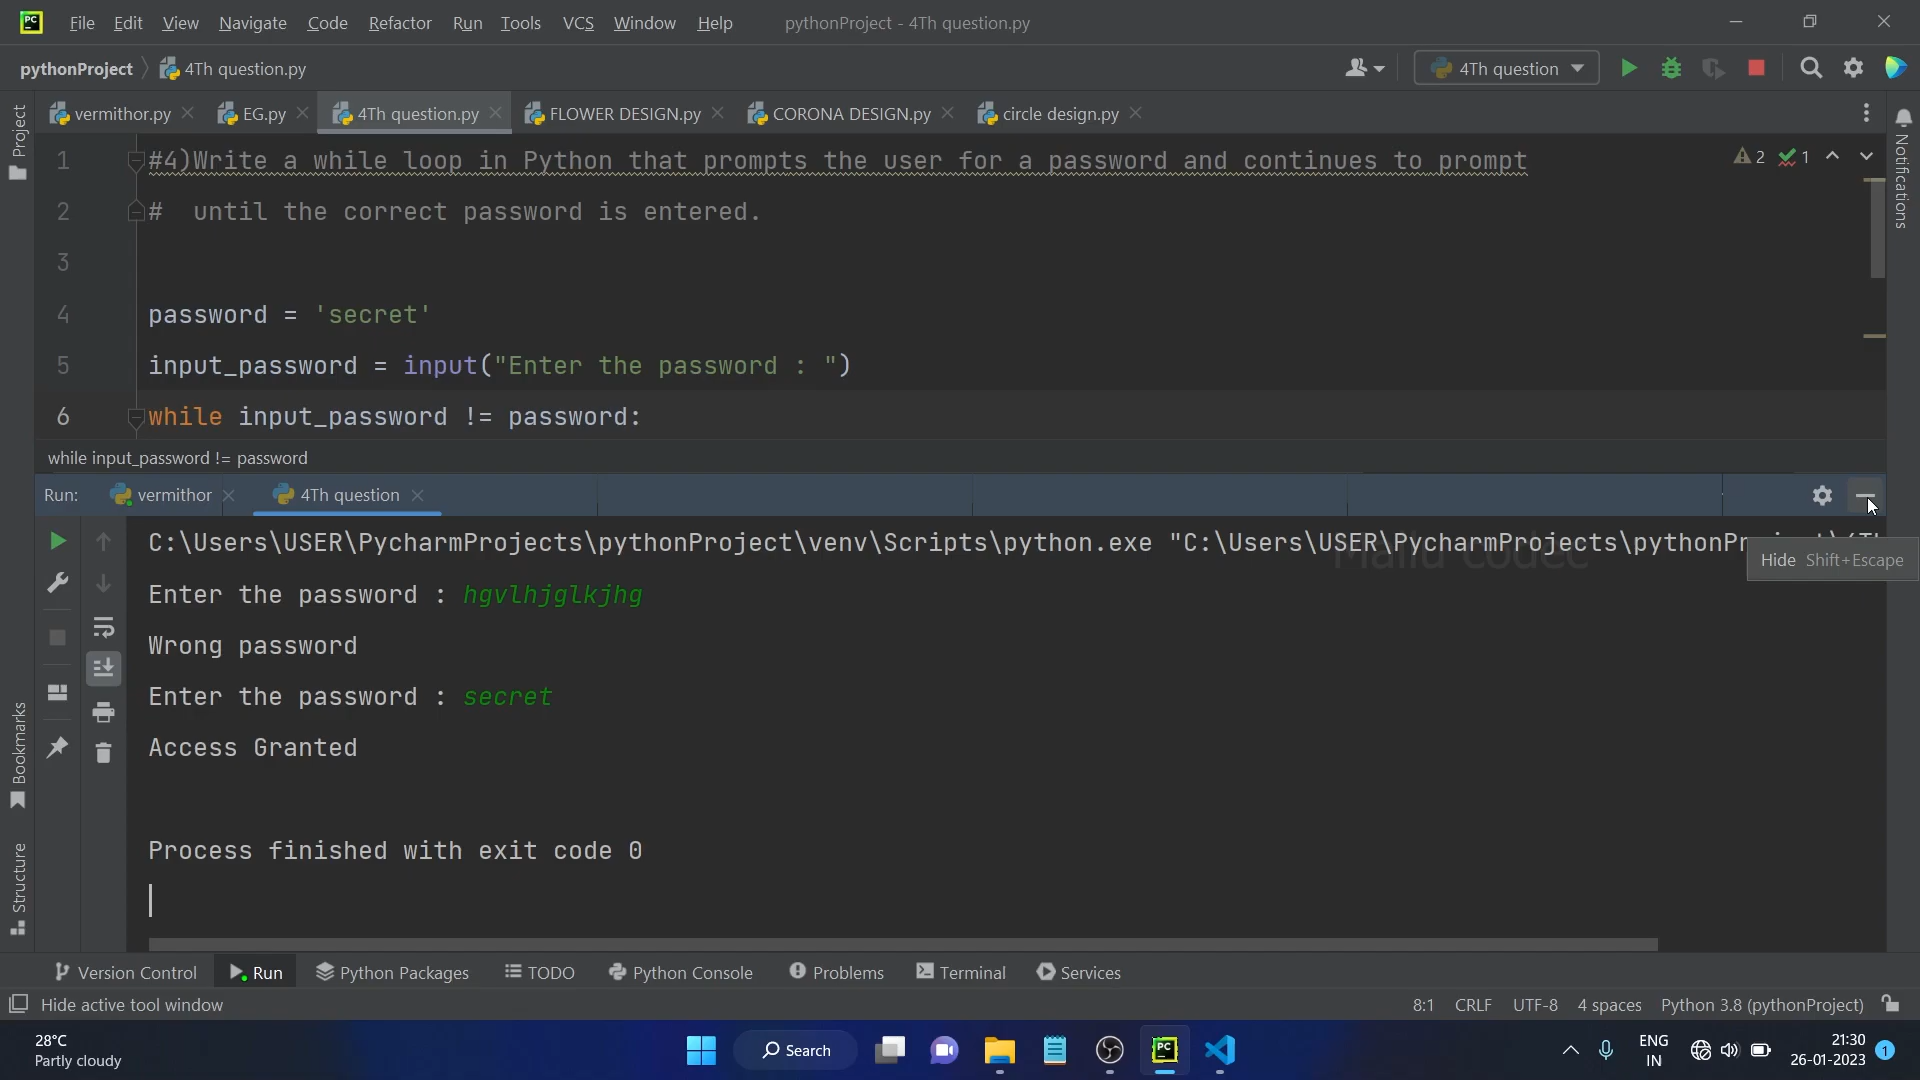 File Edit View Navigate Code Refactor Run Tools VCS Window Help pythonProject - 4Th question.py
pythonProject 4Th question.py 4Th question
vermithor.py EG.py 4Th question.py FLOWER DESIGN.py CORONA DESIGN.py circle design.py
Project
Notifications
1 #4)Write a while loop in Python that prompts the user for a password and continues to prompt 2 1
2 # until the correct password is entered.
3
4 password = 'secret'
5 input_password = input("Enter the password : ")
6 while input_password != password:
while input_password != password
Run: vermithor 4Th question
C:\Users\USER\PycharmProjects\pythonProject\venv\Scripts\python.exe "C:\Users\USER\PycharmProjects\pythonPr
Hide Shift+Escape
Enter the password : hgvlhjglkjhg
Wrong password
Enter the password : secret
Access Granted
Process finished with exit code 0
Bookmarks
Structure
Version Control Run Python Packages TODO Python Console Problems Terminal Services
Hide active tool window 8:1 CRLF UTF-8 4 spaces Python 3.8 (pythonProject)
28°C
Partly cloudy
Search
ENG
IN
21:30
26-01-2023 1